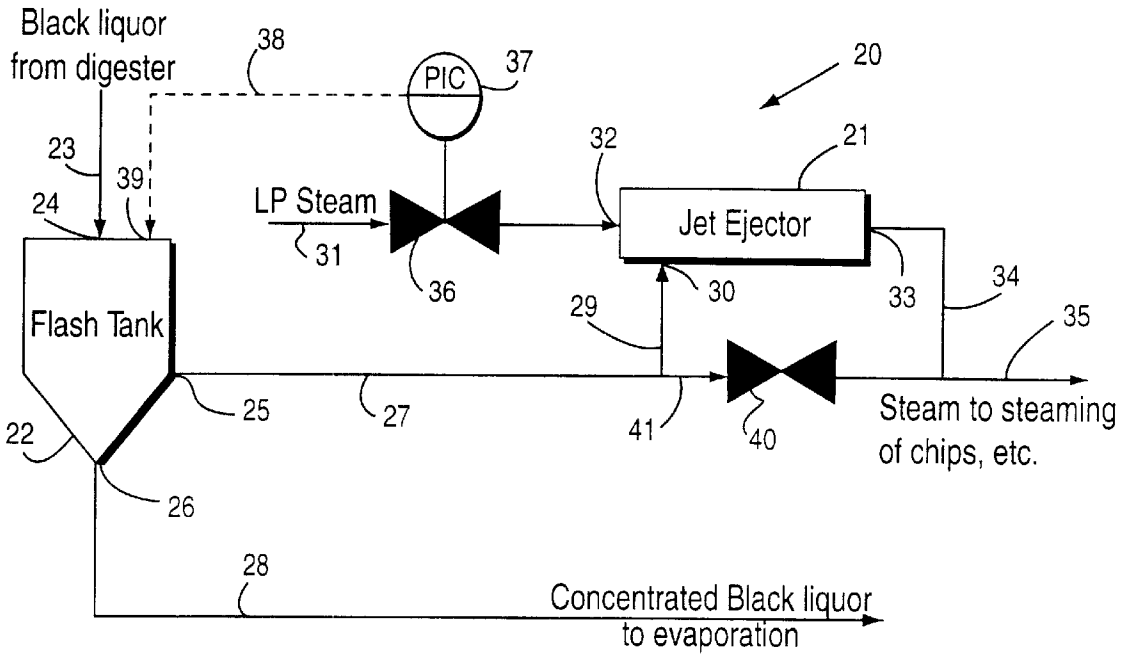 Black liquor
from digester
38
PIC
37
20
23
39
32
21
24
LP Steam
Jet Ejector
31
36
30
33
34
29
35
Flash Tank
25
27
41
40
Steam to steaming
of chips, etc.
22
26
28
Concentrated Black liquor
to evaporation